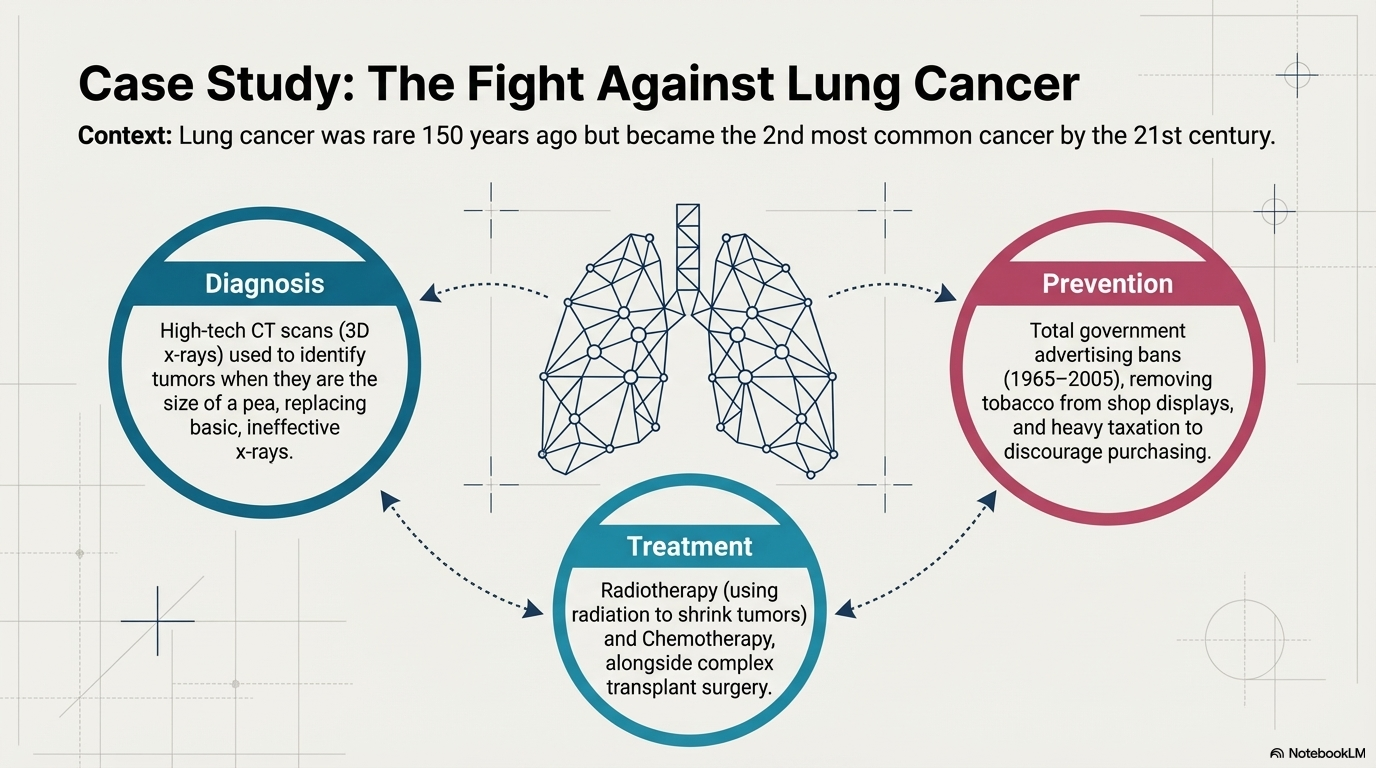 Case Study: The Fight Against Lung Cancer
Context: Lung cancer was rare 150 years ago but became the 2nd most common cancer by the 21st century.
Diagnosis
High-tech CT scans (3D
x-rays) used to identify
tumors when they are the
size of a pea, replacing
basic, ineffective
x-rays.
Prevention
Total government
advertising bans
(1965–2005), removing
tobacco from shop displays,
and heavy taxation to
discourage purchasing.
Treatment
Radiotherapy (using
radiation to shrink tumors)
and Chemotherapy,
alongside complex
transplant surgery.
NotebookLM